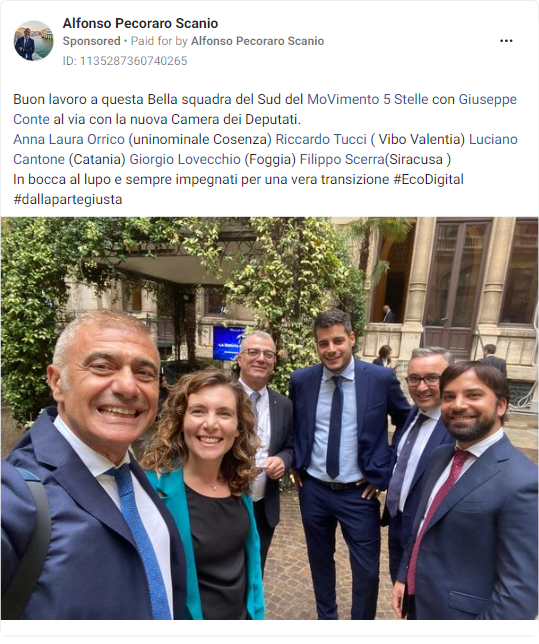 Alfonso Pecoraro Scanio
Sponsored • Paid for by Alfonso Pecoraro Scanio
ID: 1135287360740265
Buon lavoro a questa Bella squadra del Sud del MoVimento 5 Stelle con Giuseppe
Conte al via con la nuova Camera dei Deputati.
Anna Laura Orrico (uninominale Cosenza) Riccardo Tucci ( Vibo Valentia) Luciano
Cantone (Catania) Giorgio Lovecchio (Foggia) Filippo Scerra(Siracusa )
In bocca al lupo e sempre impegnati per una vera transizione #EcoDigital
#dallapartegiusta